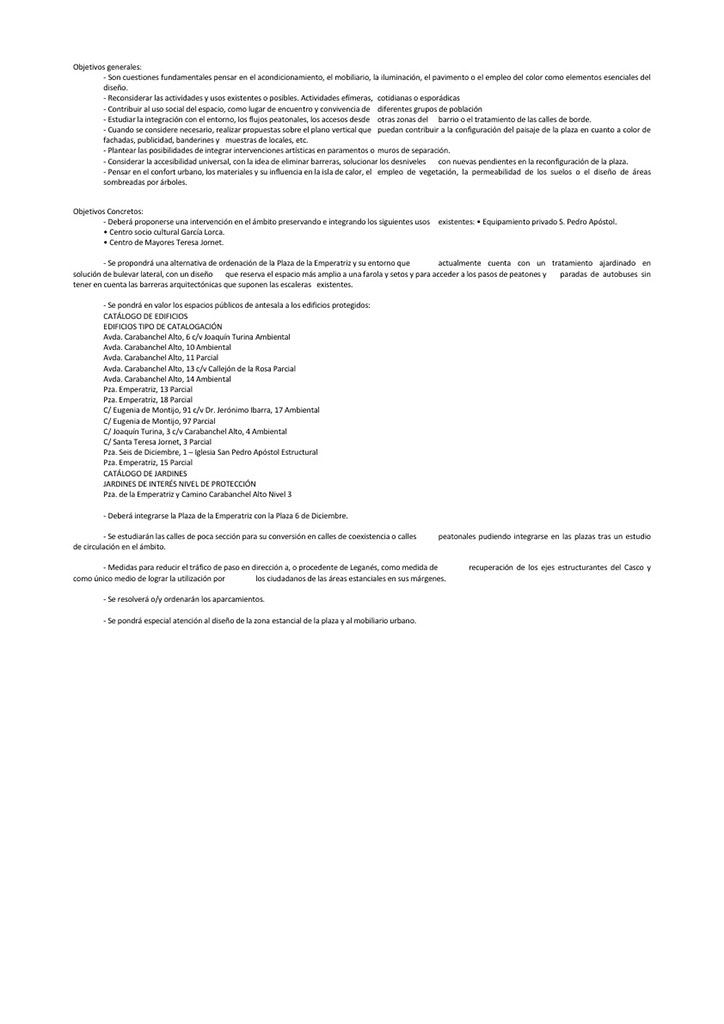 Objetivos generales:
- Son cuestiones fundamentales pensar en el acondicionamiento, el mobiliario, la iluminación, el pavimento o el empleo del color como elementos esenciales del
diseño.
- Reconsiderar las actividades y usos existentes o posibles. Actividades efímeras, cotidianas o esporádicas
- Contribuir al uso social del espacio, como lugar de encuentro y convivencia de diferentes grupos de población
- Estudiar la integración con el entorno, los flujos peatonales, los accesos desde otras zonas del barrio o el tratamiento de las calles de borde.
- Cuando se considere necesario, realizar propuestas sobre el plano vertical que puedan contribuir a la configuración del paisaje de la plaza en cuanto a color de
fachadas, publicidad, banderines y muestras de locales, etc.
- Plantear las posibilidades de integrar intervenciones artísticas en paramentos o muros de separación.
- Considerar la accesibilidad universal, con la idea de eliminar barreras, solucionar los desniveles con nuevas pendientes en la reconfiguración de la plaza.
- Pensar en el confort urbano, los materiales y su influencia en la isla de calor, el empleo de vegetación, la permeabilidad de los suelos o el diseño de áreas
sombreadas por árboles.
Objetivos Concretos:
- Deberá proponerse una intervención en el ámbito preservando e integrando los siguientes usos existentes: • Equipamiento privado S. Pedro Apóstol.
• Centro socio cultural García Lorca.
• Centro de Mayores Teresa Jornet.
- Se propondrá una alternativa de ordenación de la Plaza de la Emperatriz y su entorno que actualmente cuenta con un tratamiento ajardinado en
solución de bulevar lateral, con un diseño que reserva el espacio más amplio a una farola y setos y para acceder a los pasos de peatones y paradas de autobuses sin
tener en cuenta las barreras arquitectónicas que suponen las escaleras existentes.
- Se pondrá en valor los espacios públicos de antesala a los edificios protegidos:
CATÁLOGO DE EDIFICIOS
EDIFICIOS TIPO DE CATALOGACIÓN
Avda. Carabanchel Alto, 6 c/v Joaquín Turina Ambiental
Avda. Carabanchel Alto, 10 Ambiental
Avda. Carabanchel Alto, 11 Parcial
Avda. Carabanchel Alto, 13 c/v Callejón de la Rosa Parcial
Avda. Carabanchel Alto, 14 Ambiental
Pza. Emperatriz, 13 Parcial
Pza. Emperatriz, 18 Parcial
C/ Eugenia de Montijo, 91 c/v Dr. Jerónimo Ibarra, 17 Ambiental
C/ Eugenia de Montijo, 97 Parcial
C/ Joaquín Turina, 3 c/v Carabanchel Alto, 4 Ambiental
C/ Santa Teresa Jornet, 3 Parcial
Pza. Seis de Diciembre, 1 – Iglesia San Pedro Apóstol Estructural
Pza. Emperatriz, 15 Parcial
CATÁLOGO DE JARDINES
JARDINES DE INTERÉS NIVEL DE PROTECCIÓN
Pza. de la Emperatriz y Camino Carabanchel Alto Nivel 3
- Deberá integrarse la Plaza de la Emperatriz con la Plaza 6 de Diciembre.
- Se estudiarán las calles de poca sección para su conversión en calles de coexistencia o calles peatonales pudiendo integrarse en las plazas tras un estudio
de circulación en el ámbito.
- Medidas para reducir el tráfico de paso en dirección a, o procedente de Leganés, como medida de recuperación de los ejes estructurantes del Casco y
como único medio de lograr la utilización por los ciudadanos de las áreas estanciales en sus márgenes.
- Se resolverá o/y ordenarán los aparcamientos.
- Se pondrá especial atención al diseño de la zona estancial de la plaza y al mobiliario urbano.